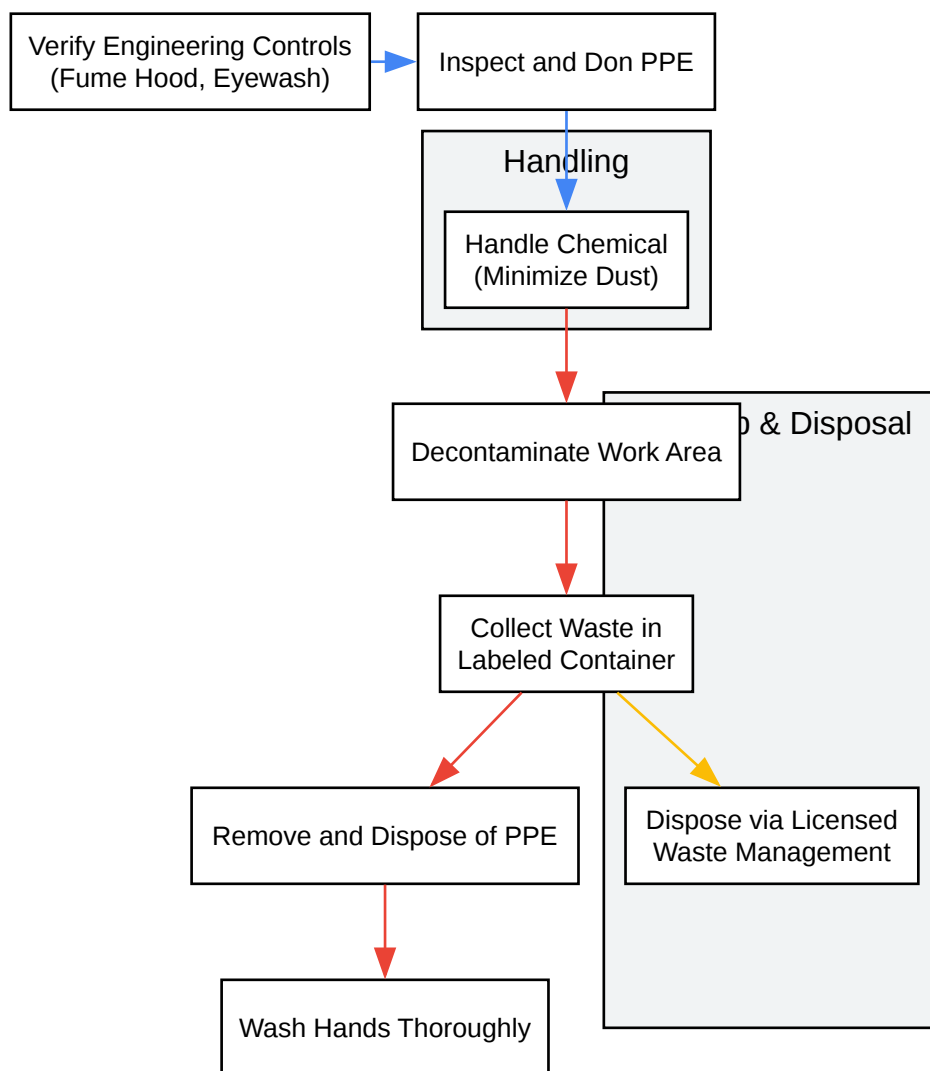 Verify Engineering Controls
(Fume Hood, Eyewash)
Inspect and Don PPE
Handling
Handle Chemical
(Minimize Dust)
& Disposal
Decontaminate Work Area
Collect Waste in
Labeled Container
Remove and Dispose of PPE
Dispose via Licensed
Waste Management
Wash Hands Thoroughly